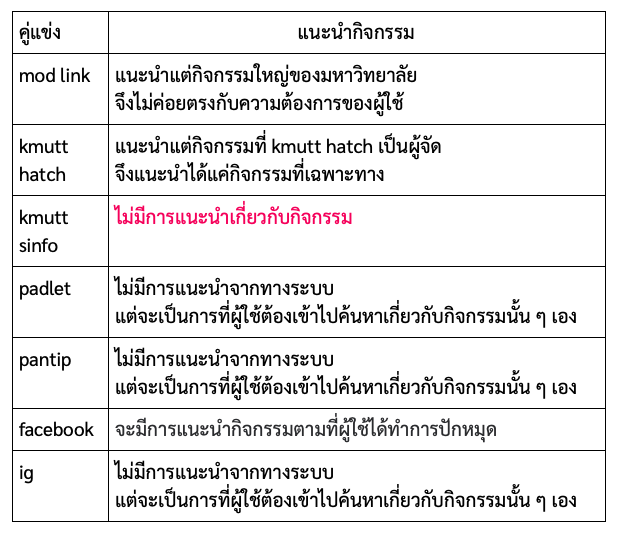 คู่แข่ง แนะนำกิจกรรม
mod link แนะนำแต่กิจกรรมใหญ่ของมหาวิทยาลัย
จึงไม่ค่อยตรงกับความต้องการของผู้ใช้
kmutt แนะนำแต่กิจกรรมที่ kmutt hatch เป็นผู้จัด
hatch จึงแนะนำได้แค่กิจกรรมที่เฉพาะทาง
kmutt ไม่มีการแนะนำเกี่ยวกับกิจกรรม
sinfo
padlet ไม่มีการแนะนำจากทางระบบ
แต่จะเป็นการที่ผู้ใช้ต้องเข้าไปค้นหาเกี่ยวกับกิจกรรมนั้น ๆ เอง
pantip ไม่มีการแนะนำจากทางระบบ
แต่จะเป็นการที่ผู้ใช้ต้องเข้าไปค้นหาเกี่ยวกับกิจกรรมนั้น ๆ เอง
facebook จะมีการแนะนำกิจกรรมตามที่ผู้ใช้ได้ทำการปักหมุด
ig ไม่มีการแนะนำจากทางระบบ
แต่จะเป็นการที่ผู้ใช้ต้องเข้าไปค้นหาเกี่ยวกับกิจกรรมนั้น ๆ เอง